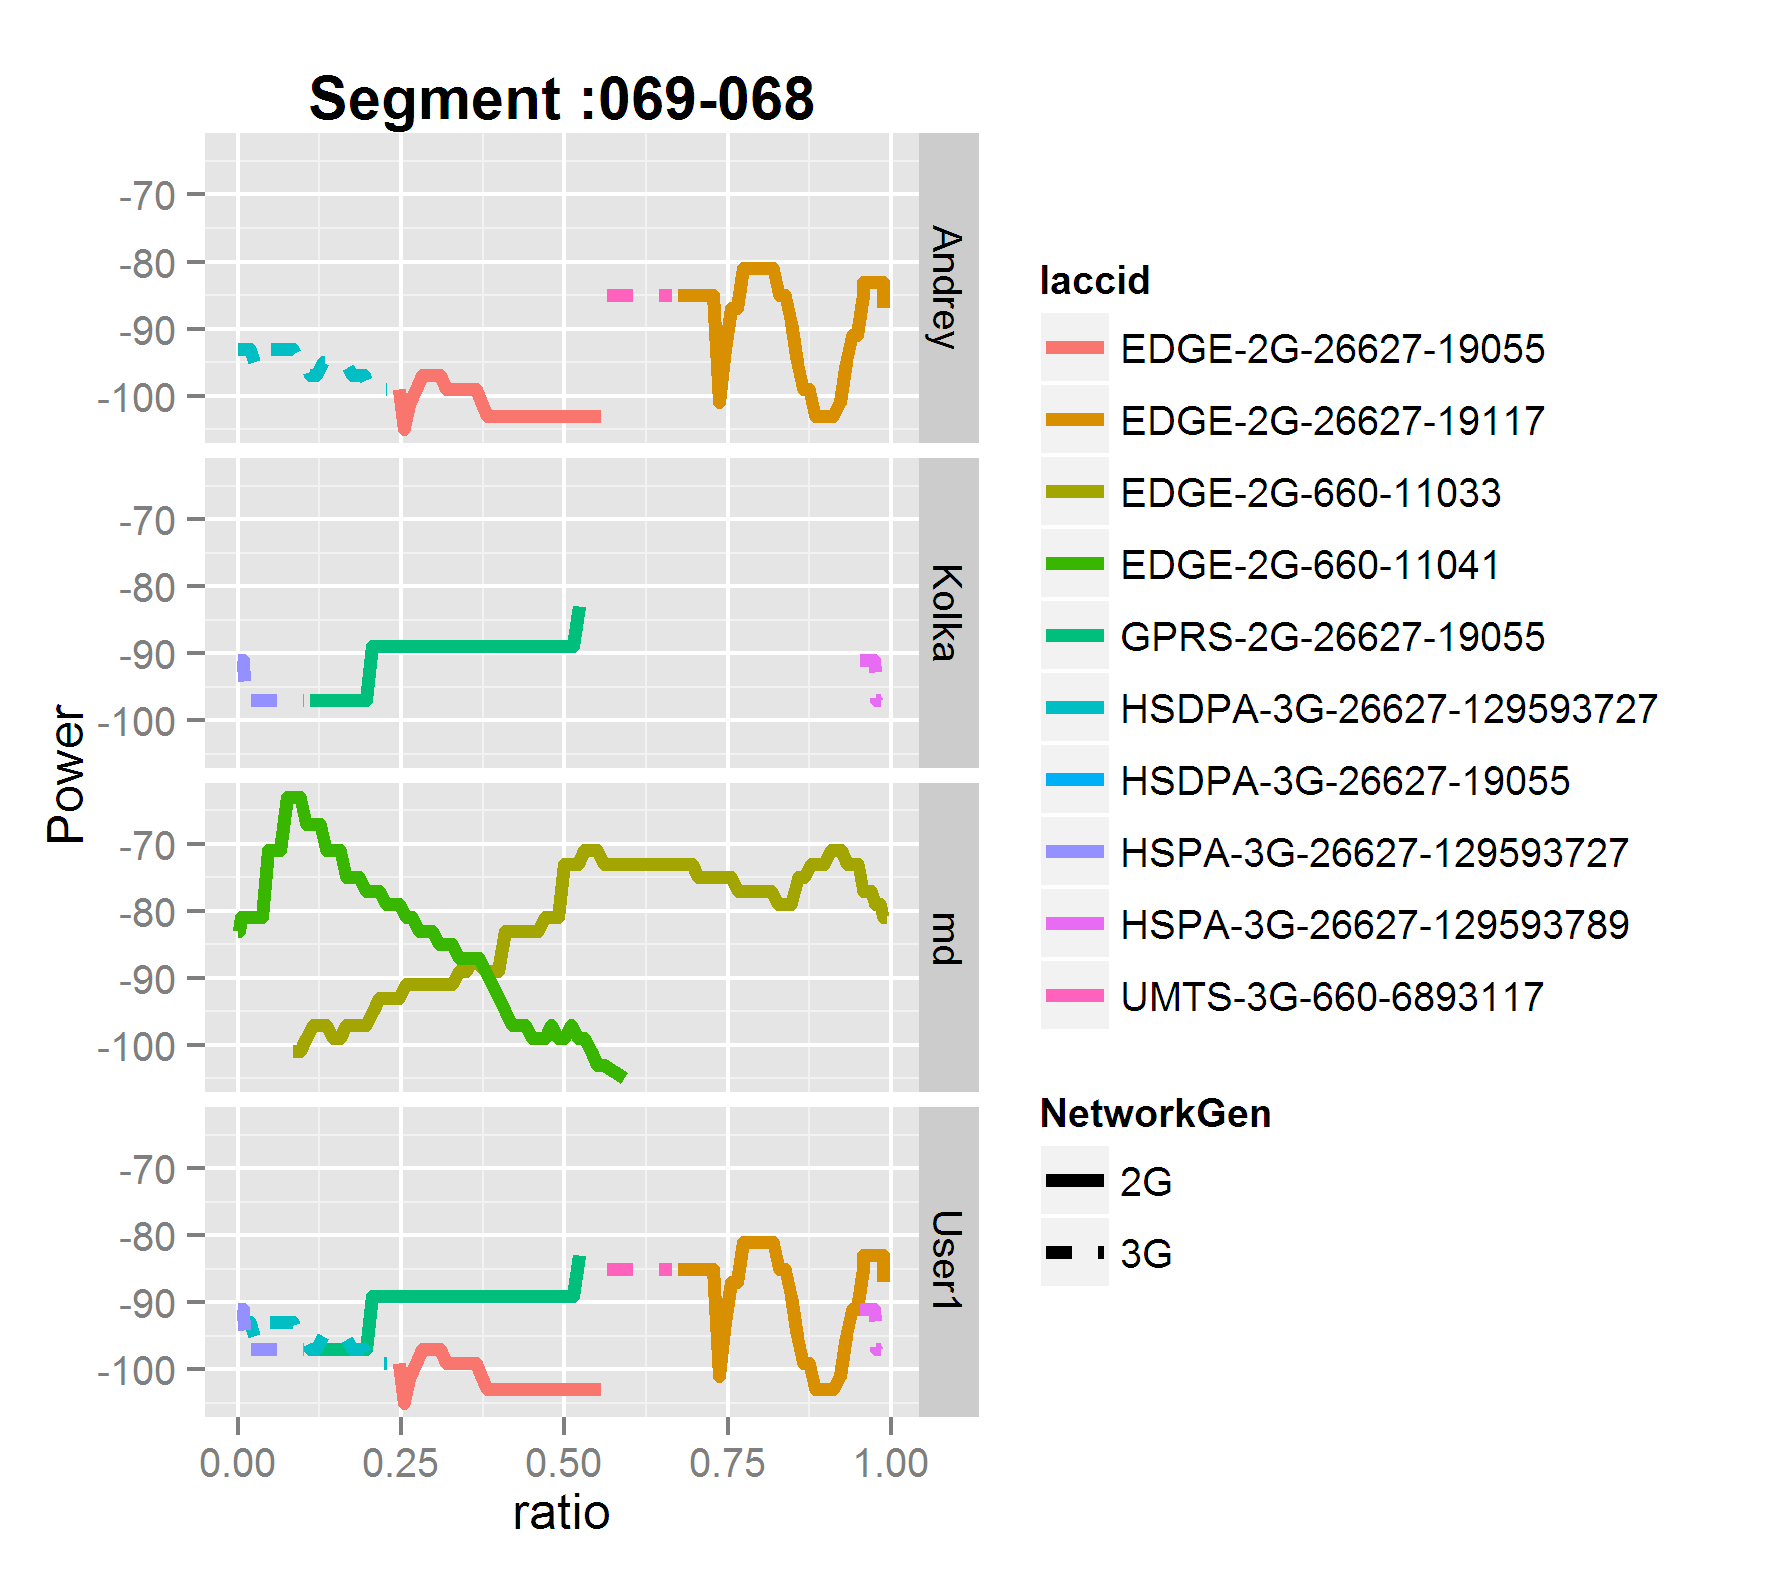 Segment :069-068
-70
-80
-90
-100
Andrey
-70
-80
-90
-100
Kolka
-70
-80
-90
-100
md
-70
-80
-90
-100
User1
Power
0.00 0.25 0.50 0.75 1.00
ratio
laccid
EDGE-2G-26627-19055
EDGE-2G-26627-19117
EDGE-2G-660-11033
EDGE-2G-660-11041
GPRS-2G-26627-19055
HSDPA-3G-26627-129593727
HSDPA-3G-26627-19055
HSPA-3G-26627-129593727
HSPA-3G-26627-129593789
UMTS-3G-660-6893117
NetworkGen
2G
3G